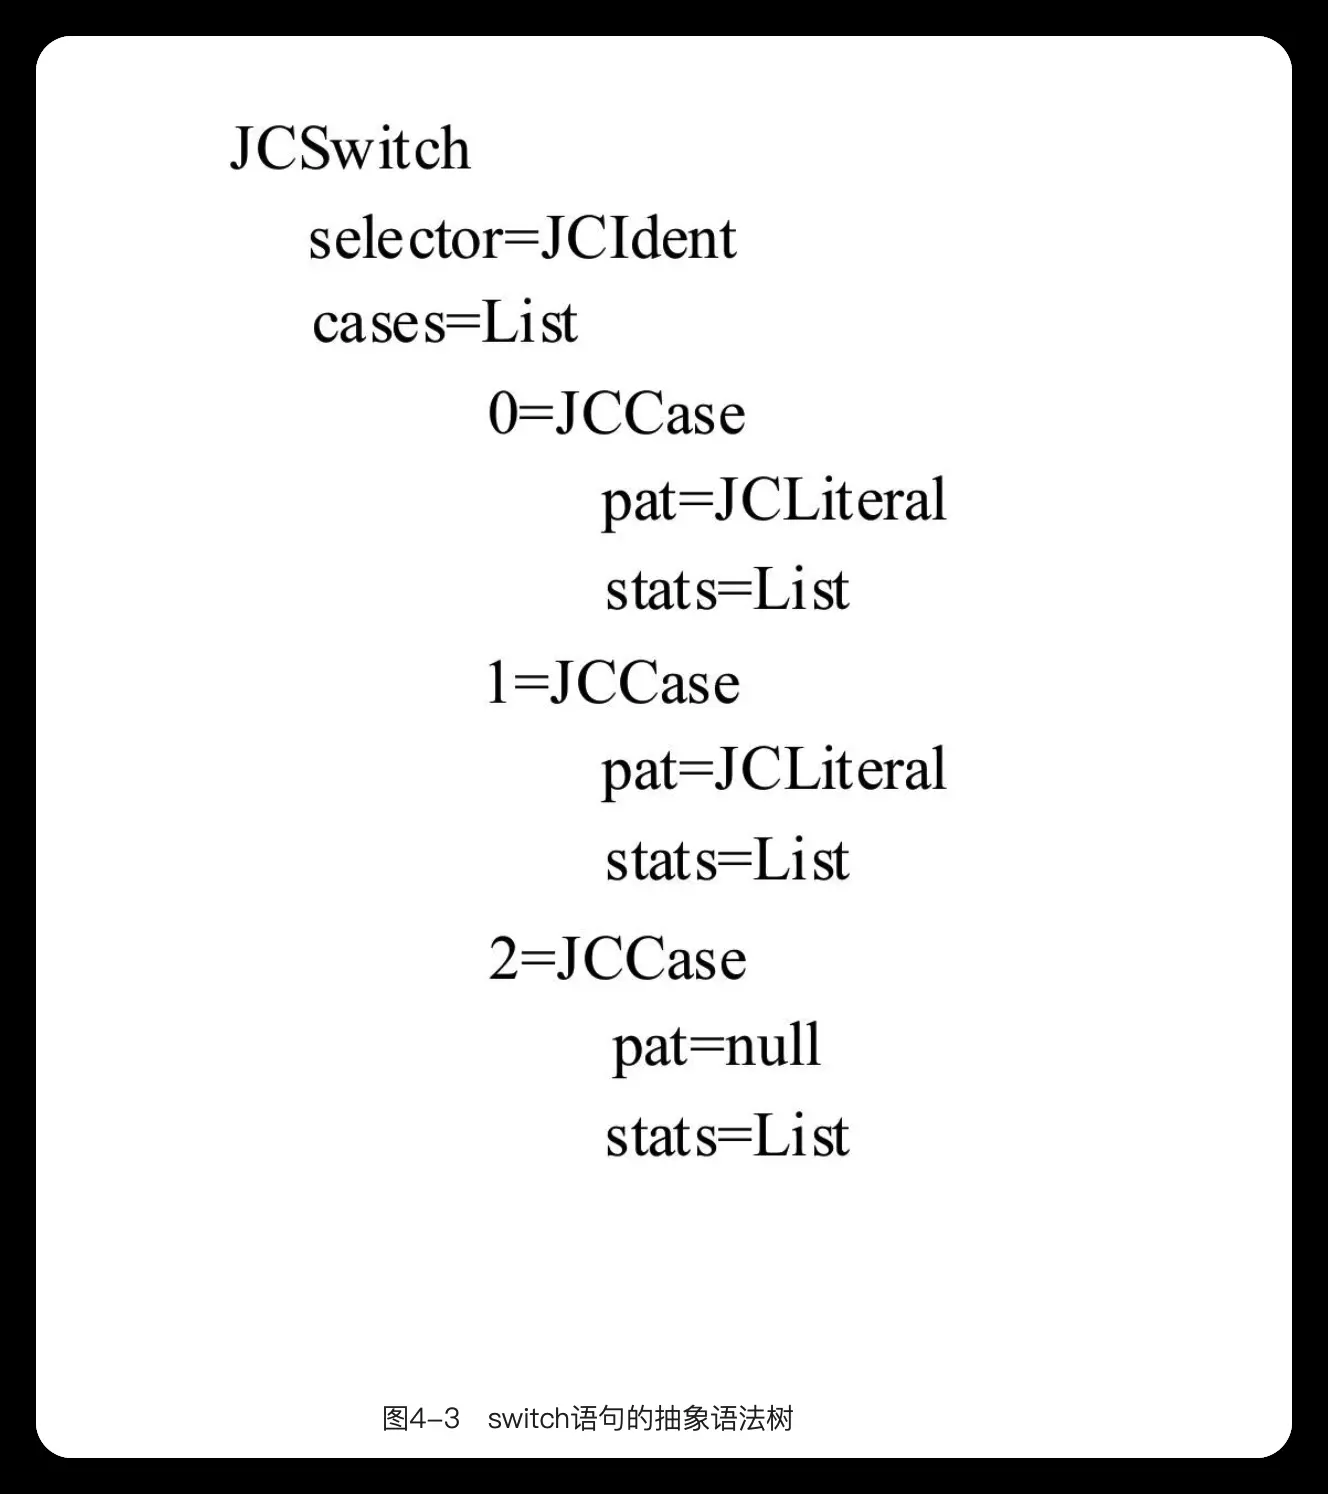 JCSwitch
selector=JCIdent
cases=List
0=JCCase
pat=JCLiteral
stats=List
1=JCCase
pat=JCLiteral
stats=List
2=JCCase
pat=null
stats=List
图4-3 switch语句的抽象语法树